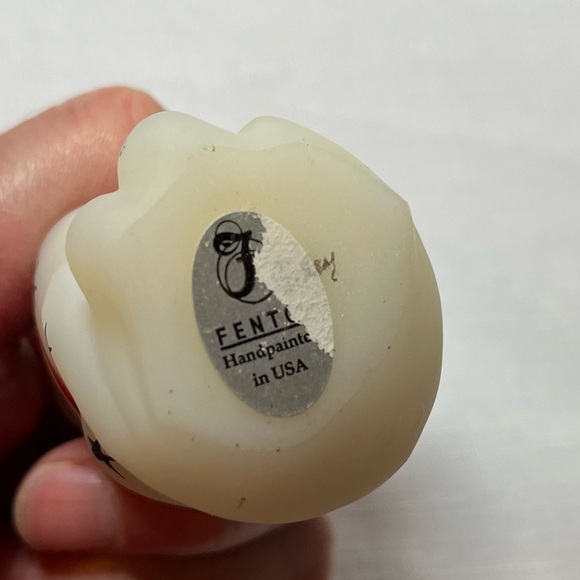 F
FENTO
Handpainte
in USA